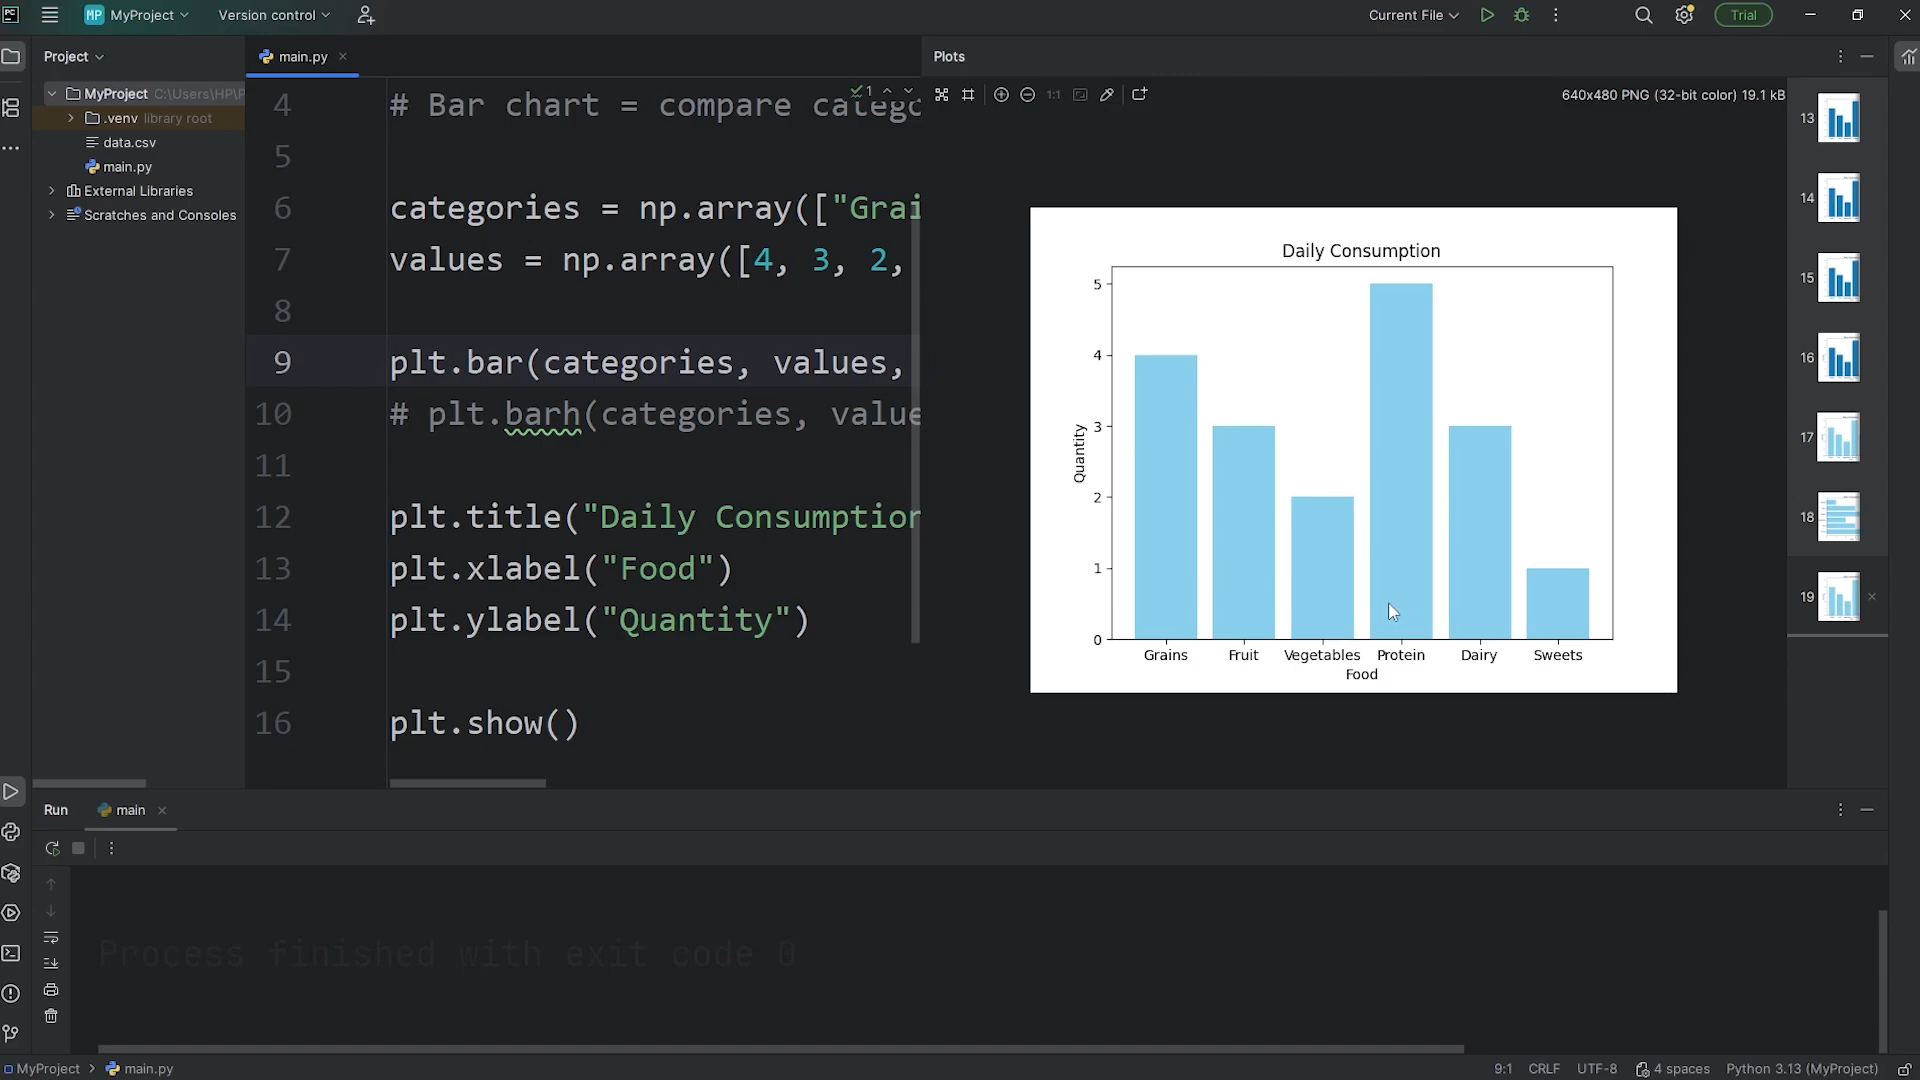 PC MP MyProject Version control Current File Trial
Project main.py Plots
MyProject C:\Users\HP\P
.venv library root
data.csv
main.py
External Libraries
Scratches and Consoles
1
4 # Bar chart = compare catego
5
6 categories = np.array(["Grai
7 values = np.array([4, 3, 2,
8
9 plt.bar(categories, values,
10 # plt.barh(categories, value
11
12 plt.title("Daily Consumption
13 plt.xlabel("Food")
14 plt.ylabel("Quantity")
15
16 plt.show()
1:1 640x480 PNG (32-bit color) 19.1 kB
Daily Consumption
5
4
3
2
1
0
Quantity
Grains Fruit Vegetables Protein Dairy Sweets
Food
13
14
15
16
17
18
19
Run main
Process finished with exit code 0
MyProject main.py 9:1 CRLF UTF-8 4 spaces Python 3.13 (MyProject)